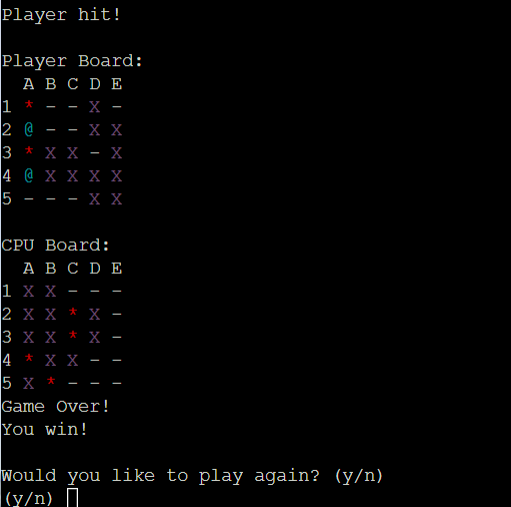 Player hit!
Player Board:
A B C D E
1 * - - X -
2 @ - - X X
3 * X X - X
4 @ X X X X
5 - - - X X
CPU Board:
A B C D E
1 X X - - -
2 X X * X -
3 X X * X -
4 * X X - -
5 X * - - -
Game Over!
You win!
Would you like to play again? (y/n)
(y/n)